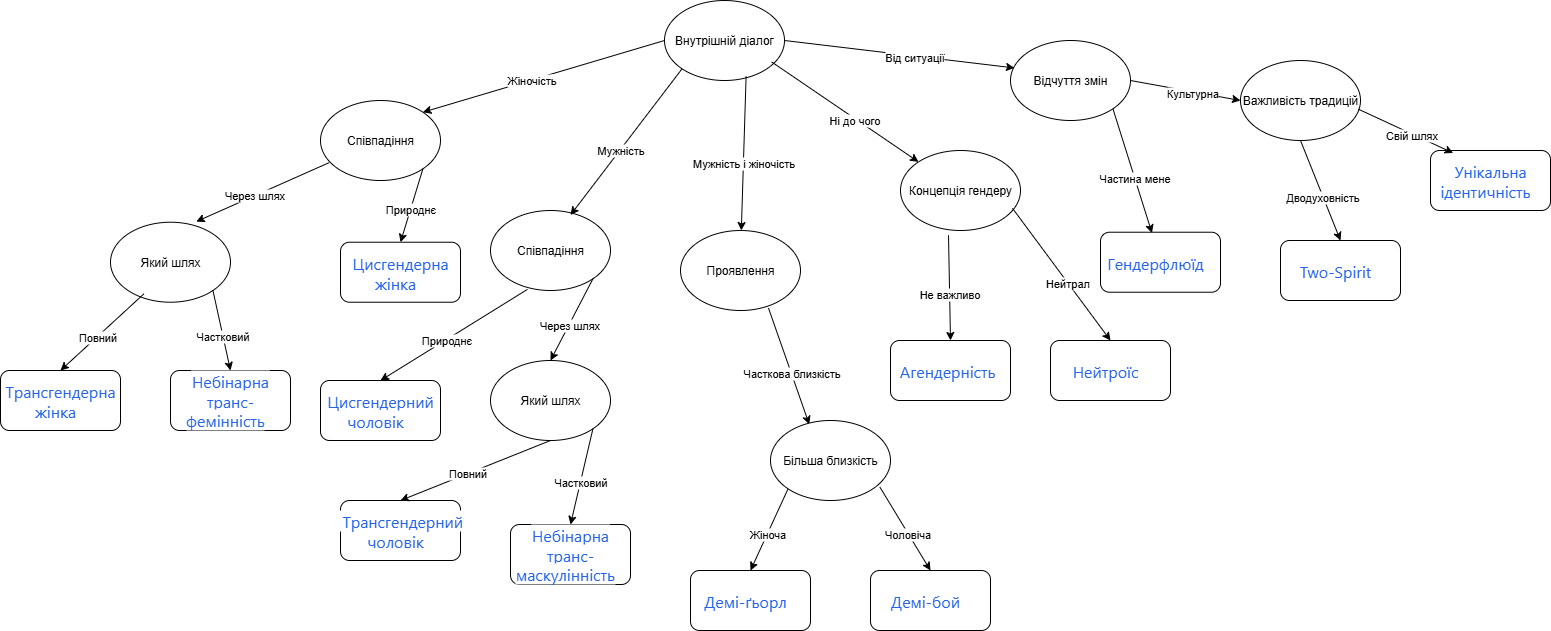 Внутрішній діалог
Жіночість
Мужність
Мужність і жіночість
Ні до чого
Від ситуації
Відчуття змін
Культурна
Важливість традицій
Свій шлях
Унікальна
ідентичність
Співпадіння
Через шлях
Природнє
Який шлях
Цисгендерна
жінка
Повний
Частковий
Трансгендерна
жінка
Небінарна
транс-
фемінність
Співпадіння
Природнє
Через шлях
Цисгендерний
чоловік
Який шлях
Повний
Частковий
Трансгендерний
чоловік
Небінарна
транс-
маскулінність
Проявлення
Часткова близкість
Більша близкість
Жіноча
Чоловіча
Демі-ґьорл
Демі-бой
Концепція гендеру
Не важливо
Нейтрал
Агендерність
Нейтроїс
Частина мене
Гендерфлюїд
Дводуховність
Two-Spirit